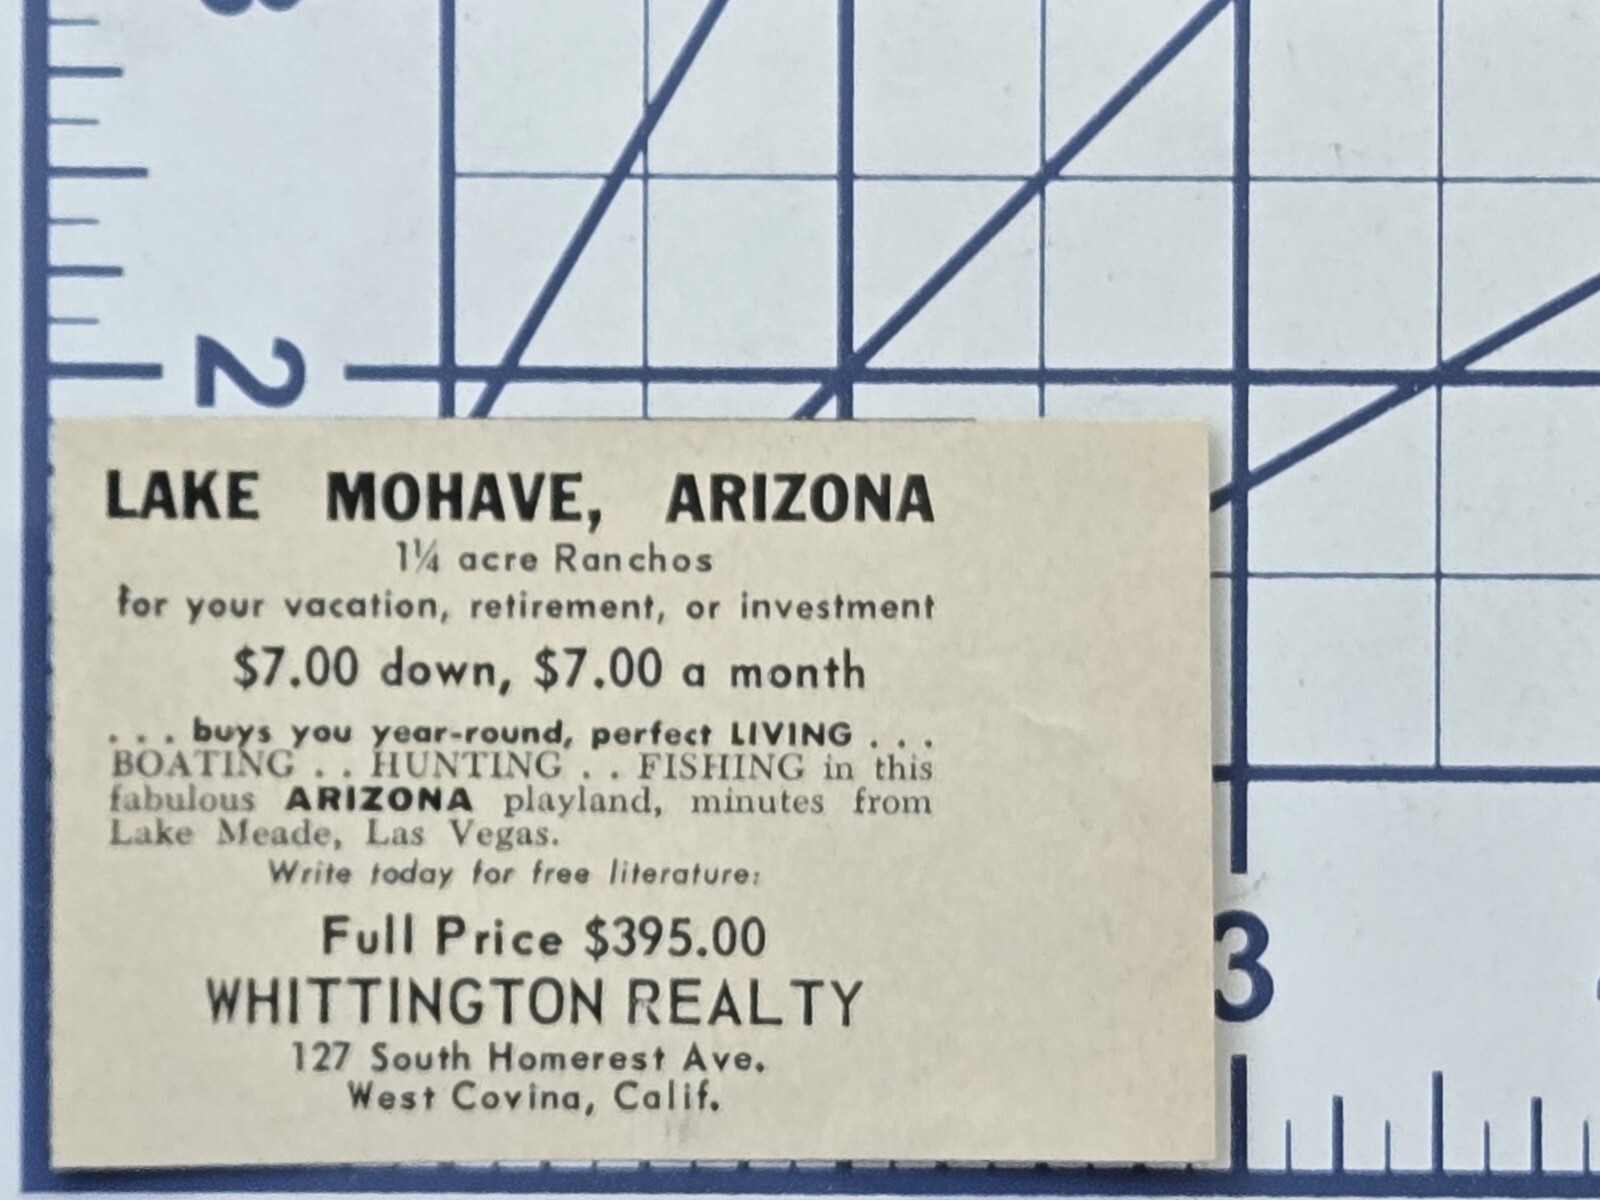 3
2
LAKE MOHAVE, ARIZONA
1¼ acre Ranchos
for your vacation, retirement, or investment
$7.00 down, $7.00 a month
. . . buys you year-round, perfect LIVING . . .
BOATING . . HUNTING . . FISHING in this
fabulous ARIZONA playland, minutes from
Lake Meade, Las Vegas.
Write today for free literature:
Full Price $395.00
WHITTINGTON REALTY
127 South Homerest Ave.
West Covina, Calif.
3